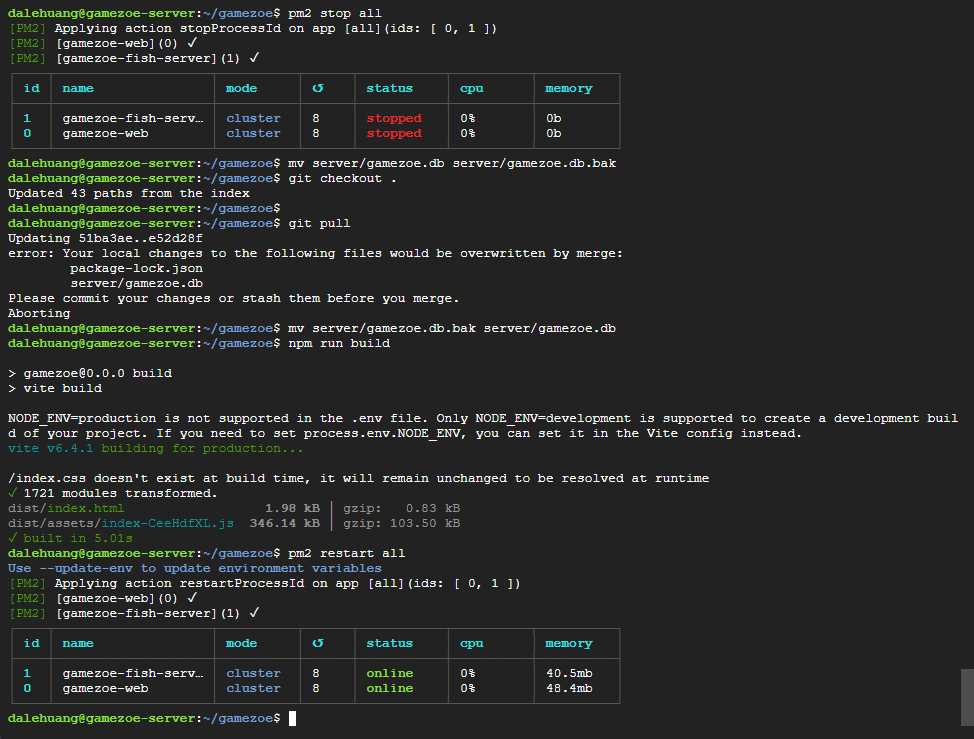 dalehuang@gamezoe-server:~/gamezoe$ pm2 stop all
[PM2] Applying action stopProcessId on app [all](ids: [ 0, 1 ])
[PM2] [gamezoe-web](0) ✓
[PM2] [gamezoe-fish-server](1) ✓
id name mode ↺ status cpu memory
1 gamezoe-fish-serv… cluster 8 stopped 0% 0b
0 gamezoe-web cluster 8 stopped 0% 0b
dalehuang@gamezoe-server:~/gamezoe$ mv server/gamezoe.db server/gamezoe.db.bak
dalehuang@gamezoe-server:~/gamezoe$ git checkout .
Updated 43 paths from the index
dalehuang@gamezoe-server:~/gamezoe$
dalehuang@gamezoe-server:~/gamezoe$ git pull
Updating 51ba3ae..e52d28f
error: Your local changes to the following files would be overwritten by merge:
package-lock.json
server/gamezoe.db
Please commit your changes or stash them before you merge.
Aborting
dalehuang@gamezoe-server:~/gamezoe$ mv server/gamezoe.db.bak server/gamezoe.db
dalehuang@gamezoe-server:~/gamezoe$ npm run build
> gamezoe@0.0.0 build
> vite build
NODE_ENV=production is not supported in the .env file. Only NODE_ENV=development is supported to create a development buil
d of your project. If you need to set process.env.NODE_ENV, you can set it in the Vite config instead.
vite v6.4.1 building for production...
/index.css doesn't exist at build time, it will remain unchanged to be resolved at runtime
✓ 1721 modules transformed.
dist/index.html 1.98 kB │ gzip: 0.83 kB
dist/assets/index-CeeHdfXL.js 346.14 kB │ gzip: 103.50 kB
✓ built in 5.01s
dalehuang@gamezoe-server:~/gamezoe$ pm2 restart all
Use --update-env to update environment variables
[PM2] Applying action restartProcessId on app [all](ids: [ 0, 1 ])
[PM2] [gamezoe-web](0) ✓
[PM2] [gamezoe-fish-server](1) ✓
id name mode ↺ status cpu memory
1 gamezoe-fish-serv… cluster 8 online 0% 40.5mb
0 gamezoe-web cluster 8 online 0% 48.4mb
dalehuang@gamezoe-server:~/gamezoe$